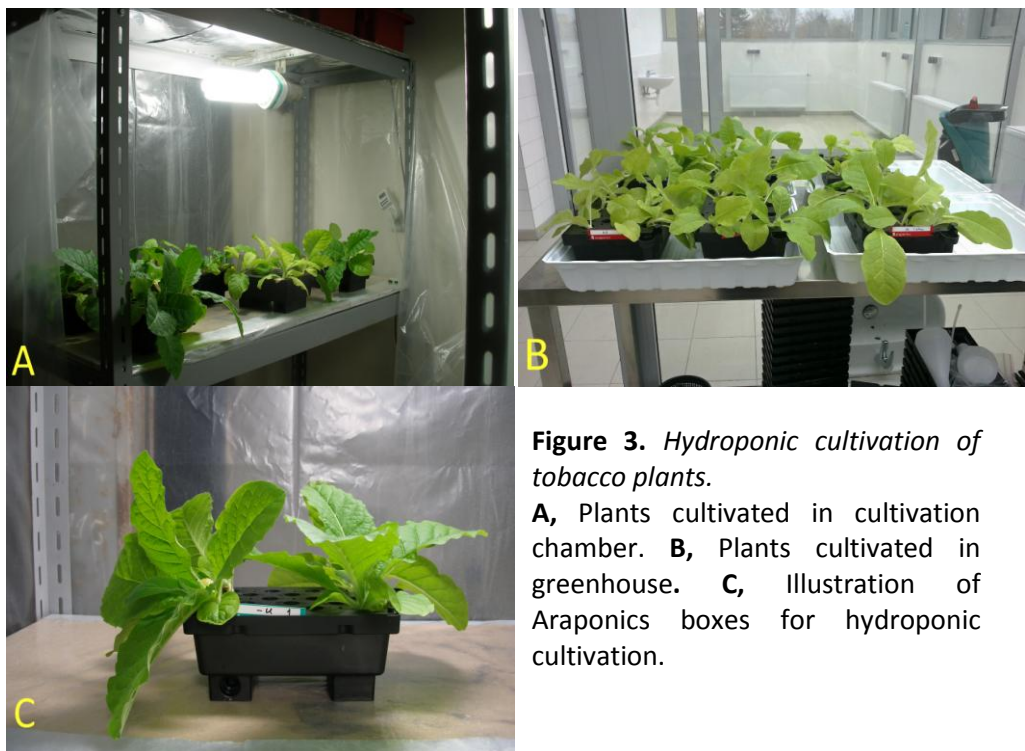 A
B
C
Figure 3. Hydroponic cultivation of
tobacco plants.
A, Plants cultivated in cultivation
chamber. B, Plants cultivated in
greenhouse. C, Illustration of
Araponics boxes for hydroponic
cultivation.